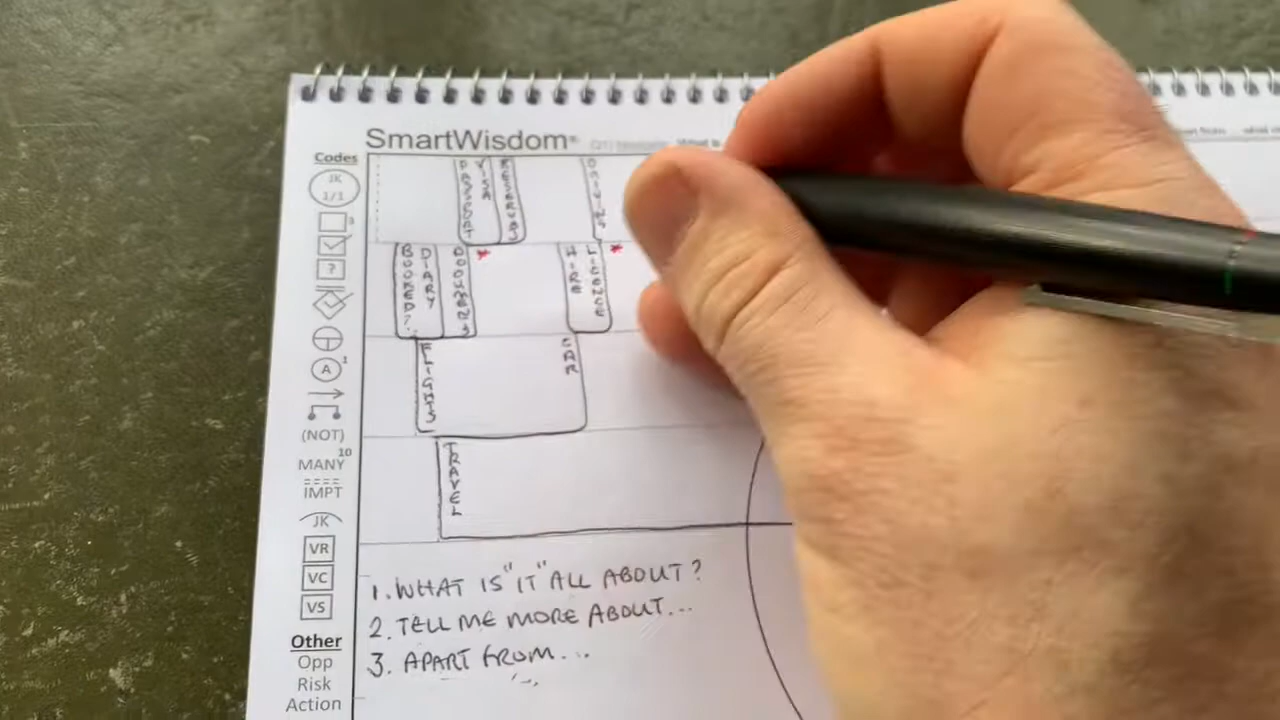 SmartWisdom®
Codes
JK
1/1
?
A 1
(NOT)
MANY 10
IMPT
JK
VR
VC
VS
Other
Opp
Risk
Action
PASSPORT
VISA
DIARY
BOOKED?
HIRE
LICENCE
FLIGHTS
CAR
TRAVEL
1. WHAT IS "IT" ALL ABOUT?
2. TELL ME MORE ABOUT...
3. APART FROM...